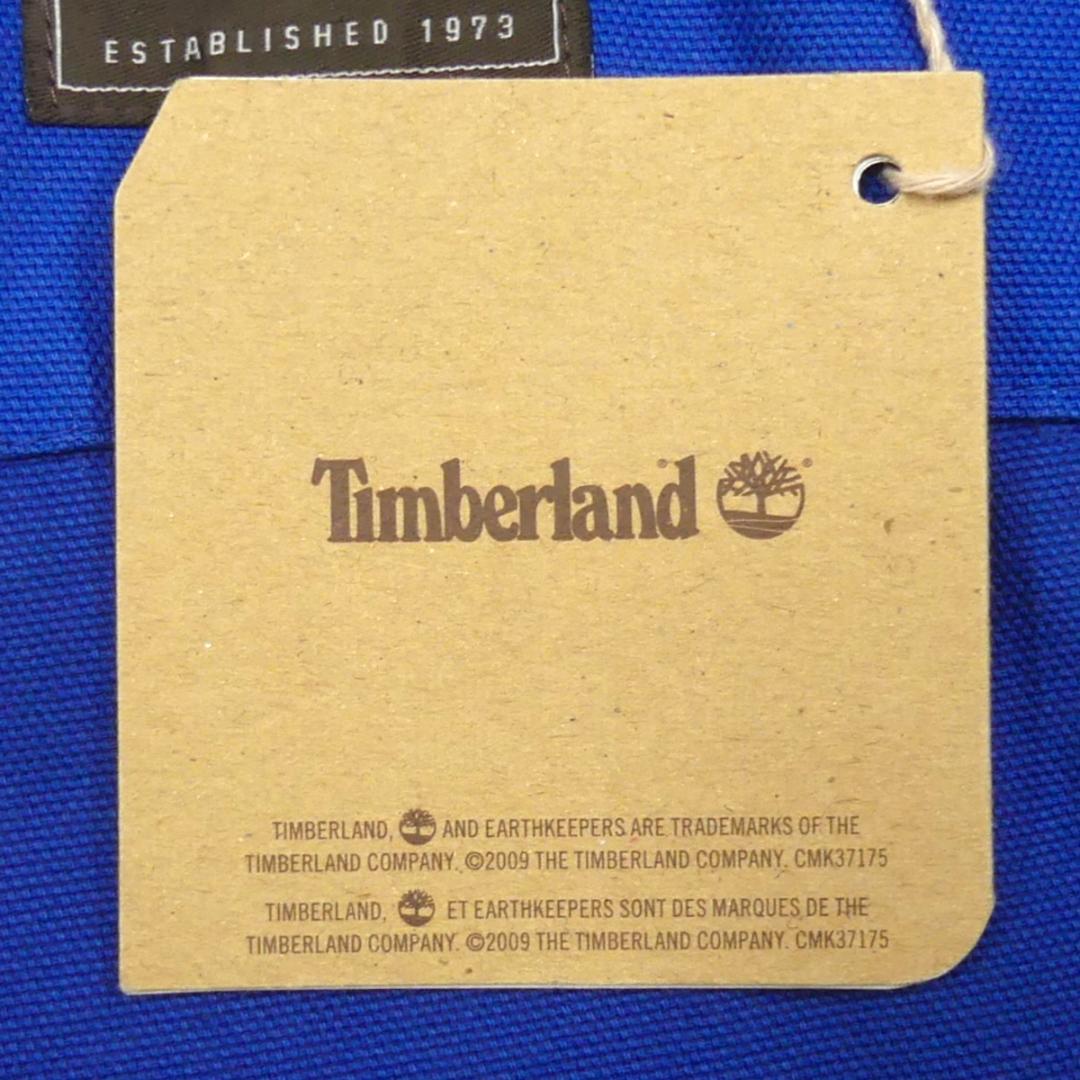 ESTABLISHED 1973
Timberland ®
TIMBERLAND, AND EARTHKEEPERS ARE TRADEMARKS OF THE
TIMBERLAND COMPANY. ©2009 THE TIMBERLAND COMPANY. CMK37175
TIMBERLAND, ET EARTHKEEPERS SONT DES MARQUES DE THE
TIMBERLAND COMPANY. ©2009 THE TIMBERLAND COMPANY. CMK37175